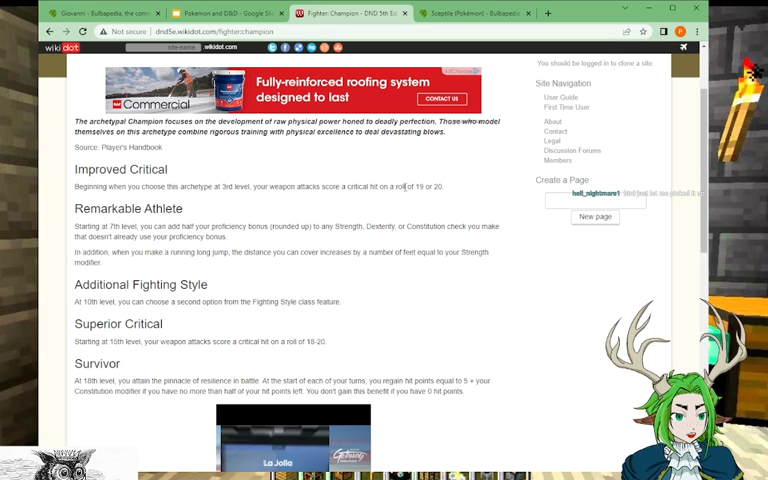 Giovanni - Bulbapedia, the comm
Pokemon and D&D - Google Slid
Fighter: Champion - DND 5th Ed
Sceptile (Pokémon) - Bulbapedi
Not secure
dnd5e.wikidot.com/fighter:champion
wikidot
site-name
.wikidot.com
You should be logged in to clone a site.
Commercial
Fully-reinforced roofing system
designed to last
CONTACT US
AdChoices
The archetypal Champion focuses on the development of raw physical power honed to deadly perfection. Those who model
themselves on this archetype combine rigorous training with physical excellence to deal devastating blows.
Source: Player's Handbook
Improved Critical
Beginning when you choose this archetype at 3rd level, your weapon attacks score a critical hit on a roll of 19 or 20.
Remarkable Athlete
Starting at 7th level, you can add half your proficiency bonus (rounded up) to any Strength, Dexterity, or Constitution check you make
that doesn't already use your proficiency bonus.
In addition, when you make a running long jump, the distance you can cover increases by a number of feet equal to your Strength
modifier.
Additional Fighting Style
At 10th level, you can choose a second option from the Fighting Style class feature.
Superior Critical
Starting at 15th level, your weapon attacks score a critical hit on a roll of 18-20.
Survivor
At 18th level, you attain the pinnacle of resilience in battle. At the start of each of your turns, you regain hit points equal to 5 + your
Constitution modifier if you have no more than half of your hit points left. You don't gain this benefit if you have 0 hit points.
La Jolla
Getaway
Site Navigation
User Guide
First Time User
About
Contact
Legal
Discussion Forums
Members
Create a Page
hell_nightmare1
just let me
New page